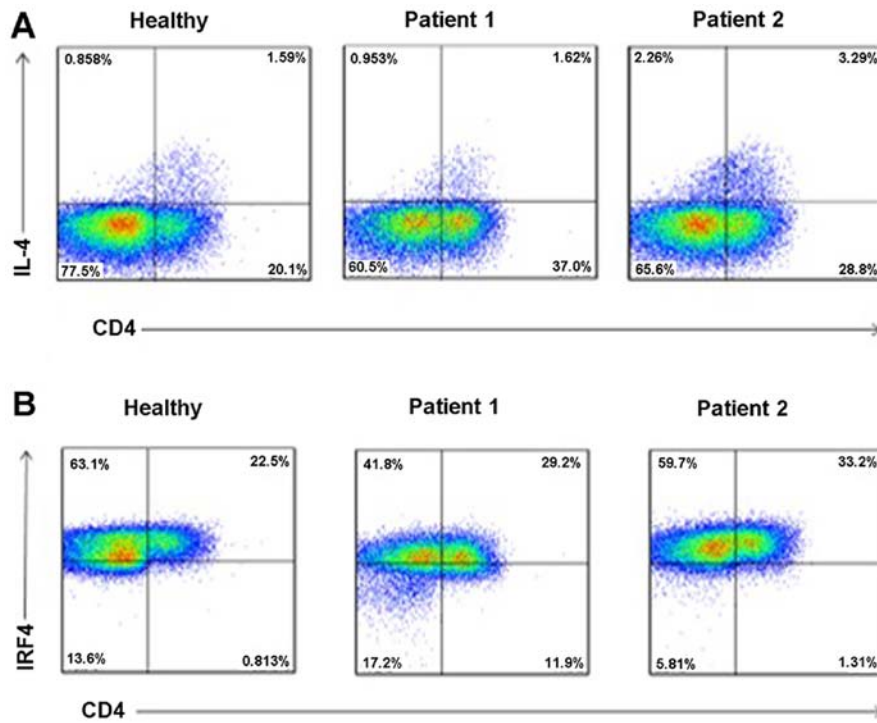 A
Healthy Patient 1 Patient 2
0.858% 1.59% 0.953% 1.62% 2.26% 3.29%
IL-4
77.5% 20.1% 60.5% 37.0% 65.6% 28.8%
CD4
B
Healthy Patient 1 Patient 2
63.1% 22.5% 41.8% 29.2% 59.7% 33.2%
IRF4
13.6% 0.813% 17.2% 11.9% 5.81% 1.31%
CD4